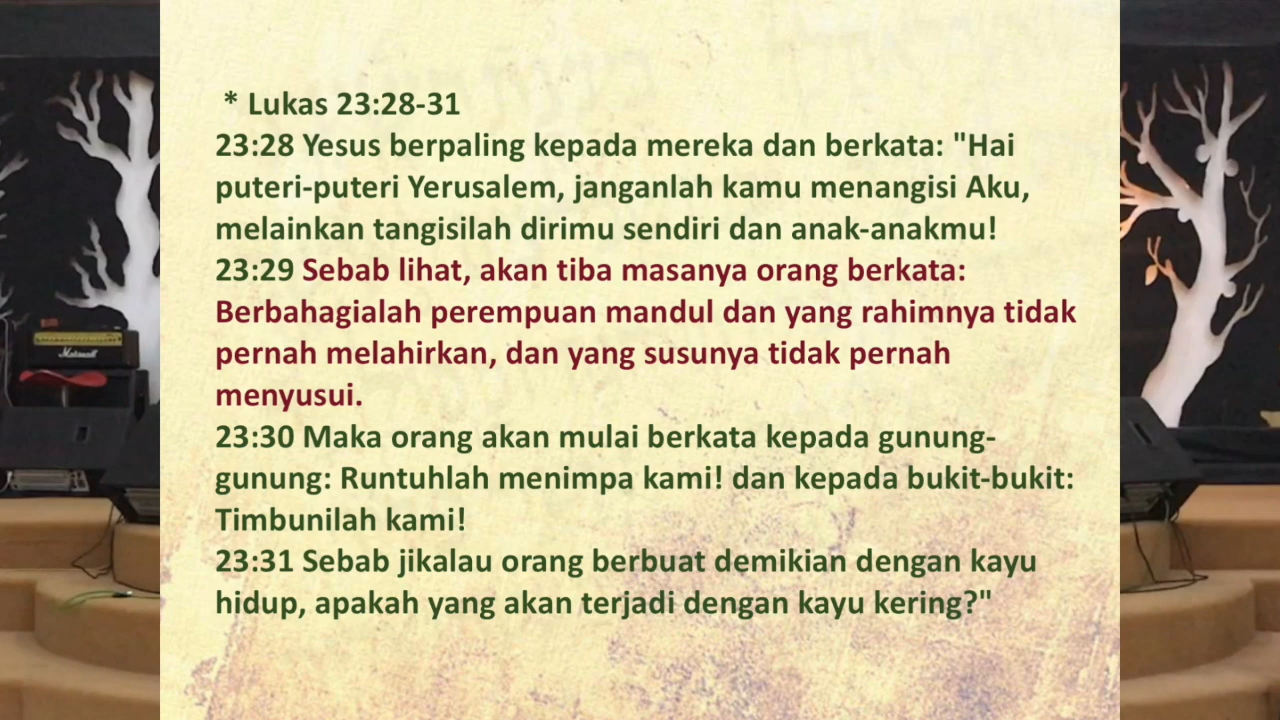 * Lukas 23:28-31
23:28 Yesus berpaling kepada mereka dan berkata: "Hai
puteri-puteri Yerusalem, janganlah kamu menangisi Aku,
melainkan tangisilah dirimu sendiri dan anak-anakmu!
23:29 Sebab lihat, akan tiba masanya orang berkata:
Berbahagialah perempuan mandul dan yang rahimnya tidak
pernah melahirkan, dan yang susunya tidak pernah
menyusui.
23:30 Maka orang akan mulai berkata kepada gunung-
gunung: Runtuhlah menimpa kami! dan kepada bukit-bukit:
Timbunilah kami!
23:31 Sebab jikalau orang berbuat demikian dengan kayu
hidup, apakah yang akan terjadi dengan kayu kering?"
Marshall